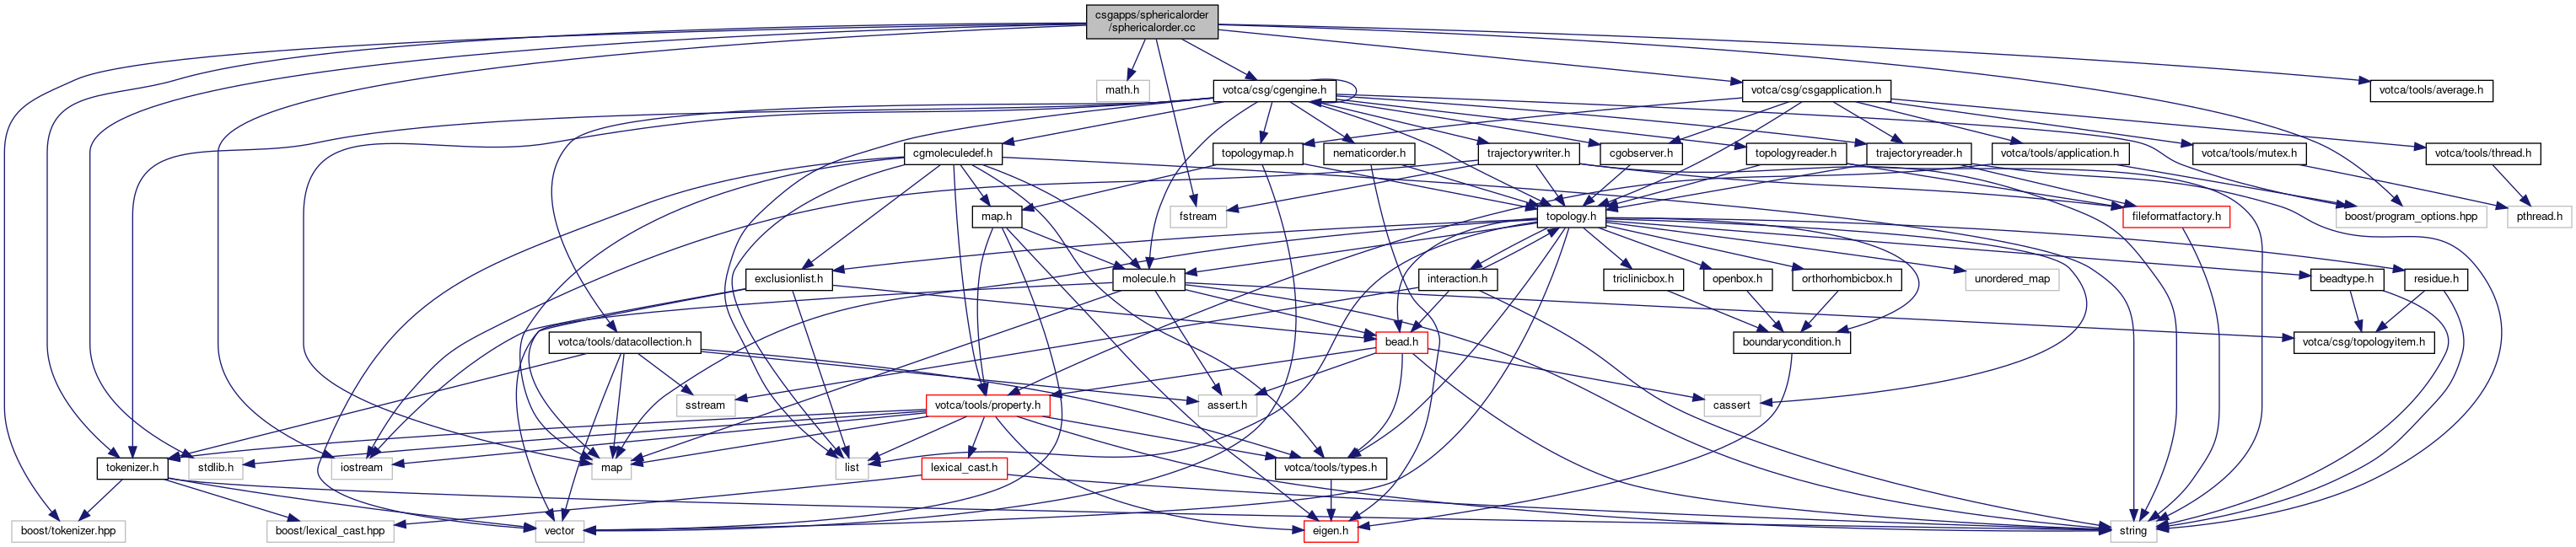 csgapps/sphericalorder
/sphericalorder.cc
math.h
votca/csg/cgengine.h
votca/csg/csgapplication.h
votca/tools/average.h
cgmoleculedef.h
topologymap.h
nematicorder.h
trajectorywriter.h
cgobserver.h
topologyreader.h
trajectoryreader.h
votca/tools/application.h
votca/tools/mutex.h
votca/tools/thread.h
map.h
fstream
topology.h
fileformatfactory.h
boost/program_options.hpp
pthread.h
exclusionlist.h
molecule.h
interaction.h
triclinicbox.h
openbox.h
orthorhombicbox.h
unordered_map
beadtype.h
residue.h
votca/tools/datacollection.h
bead.h
boundarycondition.h
votca/csg/topologyitem.h
sstream
votca/tools/property.h
assert.h
cassert
tokenizer.h
stdlib.h
iostream
map
list
lexical_cast.h
votca/tools/types.h
boost/tokenizer.hpp
boost/lexical_cast.hpp
vector
eigen.h
string